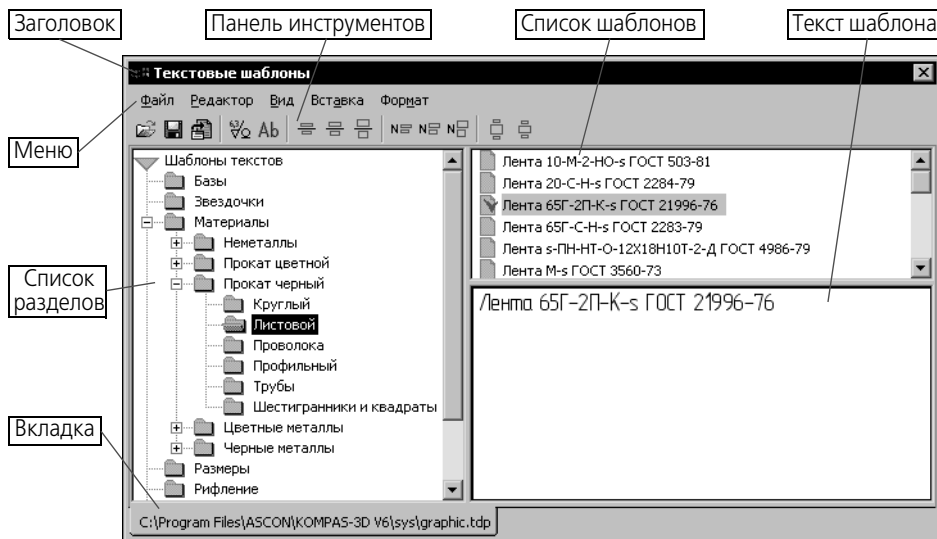 Заголовок
Панель инструментов
Список шаблонов
Текст шаблона
Текстовые шаблоны
Файл Редактор Вид Вставка Формат
Меню
Ab
N N N
Шаблоны текстов
Базы
Звездочки
Материалы
Неметаллы
Прокат цветной
Прокат черный
Круглый
Листовой
Проволока
Профильный
Трубы
Шестигранники и квадраты
Цветные металлы
Черные металлы
Размеры
Рифление
Список
разделов
Вкладка
Лента 10-М-2-НО-s ГОСТ 503-81
Лента 20-С-Н-s ГОСТ 2284-79
Лента 65Г-2П-К-s ГОСТ 21996-76
Лента 65Г-С-Н-s ГОСТ 2283-79
Лента s-ПН-НТ-О-12Х18Н10Т-2-Д ГОСТ 4986-79
Лента М-s ГОСТ 3560-73
Лента 65Г-2П-К-s ГОСТ 21996-76
C:\Program Files\ASCON\KOMPAS-3D V6\sys\graphic.tdp